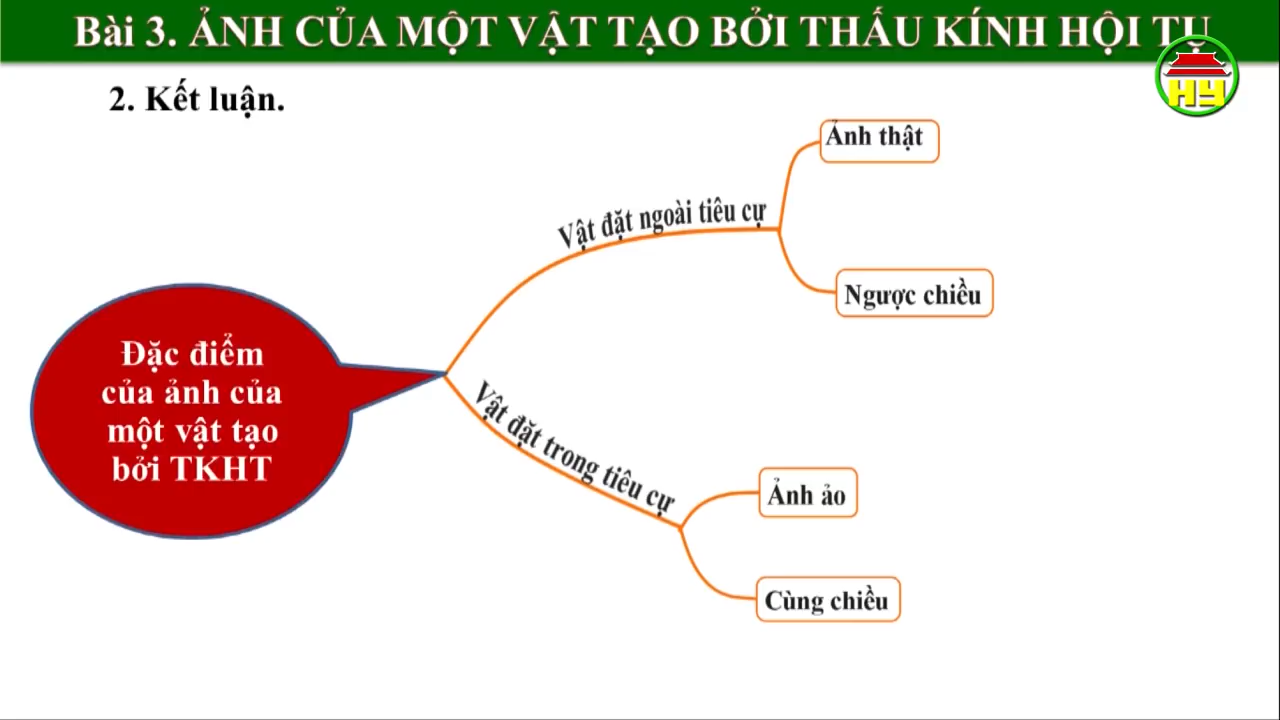 Bài 3. ẢNH CỦA MỘT VẬT TẠO BỞI THẤU KÍNH HỘI TỤ
HY
2. Kết luận.
Ảnh thật
Vật đặt ngoài tiêu cự
Ngược chiều
Đặc điểm
của ảnh của
một vật tạo
bởi TKHT
Vật đặt trong tiêu cự
Ảnh ảo
Cùng chiều